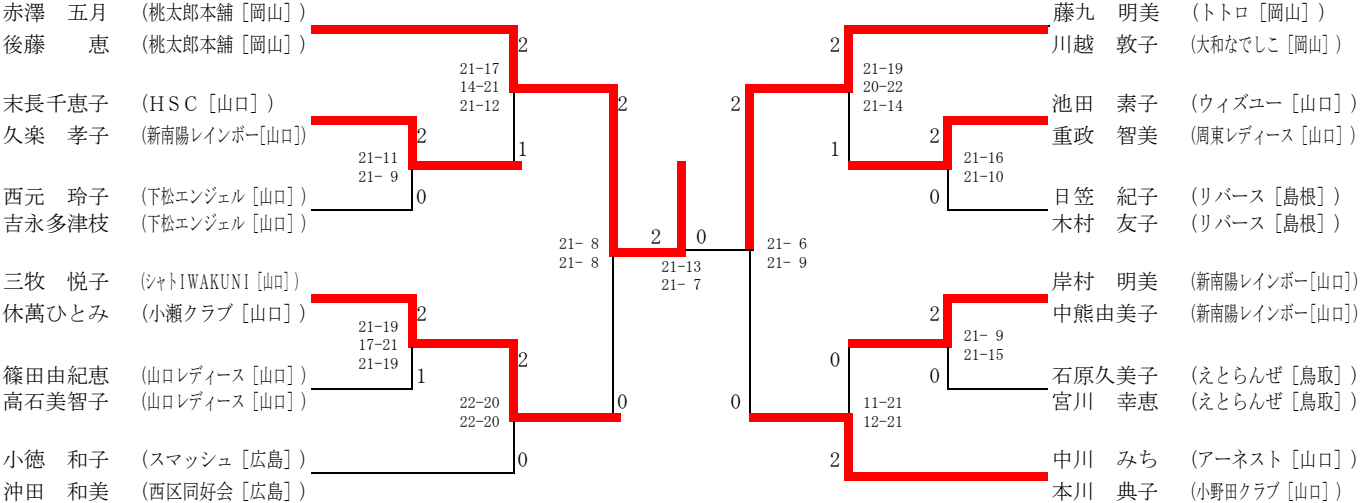 赤澤　五月　(桃太郎本舗［岡山］)
後藤　　恵　(桃太郎本舗［岡山］)
2
21-17
14-21
21-12
2
末長千恵子　(ＨＳＣ［山口］)
久楽　孝子　(新南陽レインボー[山口])
2
21-11
21- 9
1
西元　玲子　(下松エンジェル［山口］)
0
吉永多津枝　(下松エンジェル［山口］)
21- 8
21- 8
2
0
21-13
21- 7
三牧　悦子　(シャトIWAKUNI［山口］)
休萬ひとみ　(小瀬クラブ［山口］)
2
21-19
17-21
21-19
2
篠田由紀恵　(山口レディース［山口］)
1
高石美智子　(山口レディース［山口］)
22-20
22-20
0
小徳　和子　(スマッシュ［広島］)
0
沖田　和美　(西区同好会［広島］)
藤九　明美　(トトロ［岡山］)
2
川越　敦子　(大和なでしこ［岡山］)
21-19
20-22
21-14
2
池田　素子　(ウィズユー［山口］)
2
重政　智美　(周東レディース［山口］)
1
21-16
21-10
日笠　紀子　(リバース［島根］)
0
木村　友子　(リバース［島根］)
21- 6
21- 9
岸村　明美　(新南陽レインボー[山口])
2
中熊由美子　(新南陽レインボー[山口])
21- 9
21-15
0
石原久美子　(えとらんぜ［鳥取］)
0
宮川　幸恵　(えとらんぜ［鳥取］)
0
11-21
12-21
2
中川　みち　(アーネスト［山口］)
本川　典子　(小野田クラブ［山口］)